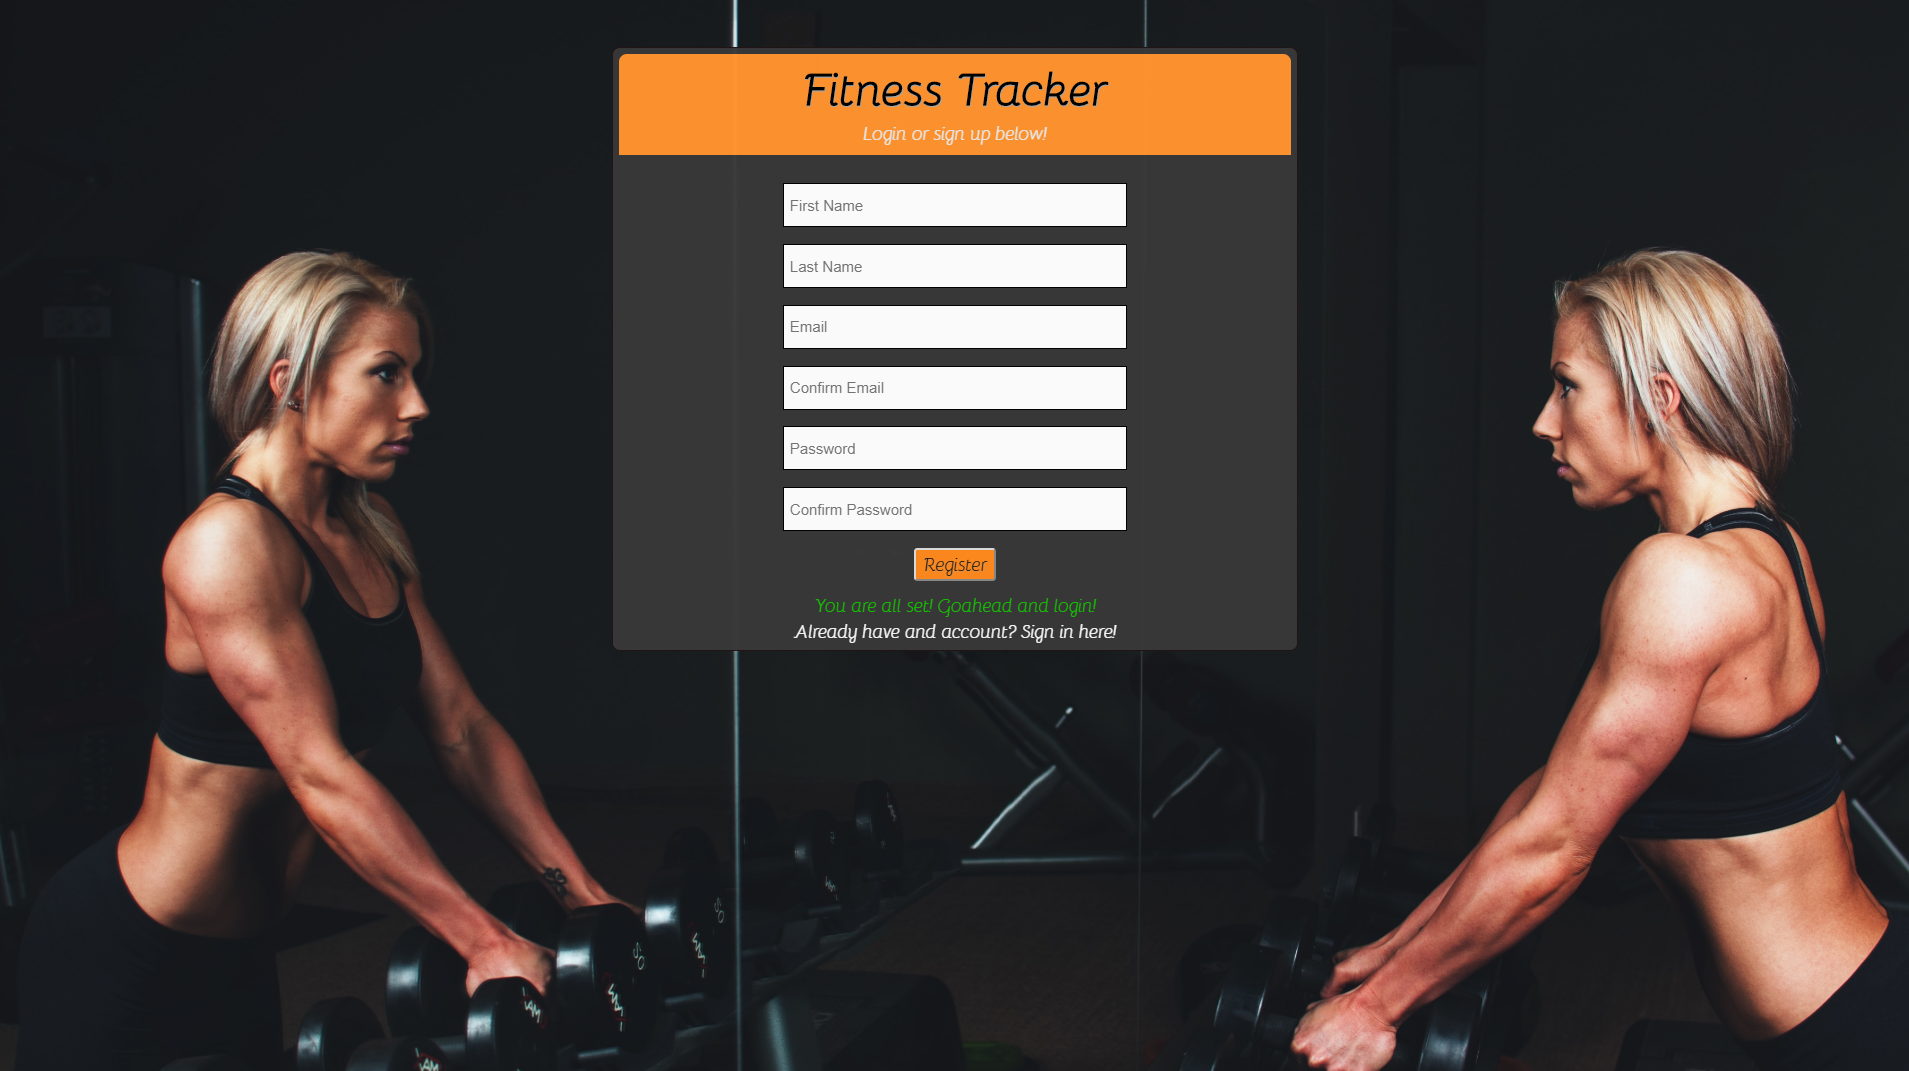 Fitness Tracker
Login or sign up below!
First Name
Last Name
Email
Confirm Email
Password
Confirm Password
Register
You are all set! Goahead and login!
Already have and account? Sign in here!